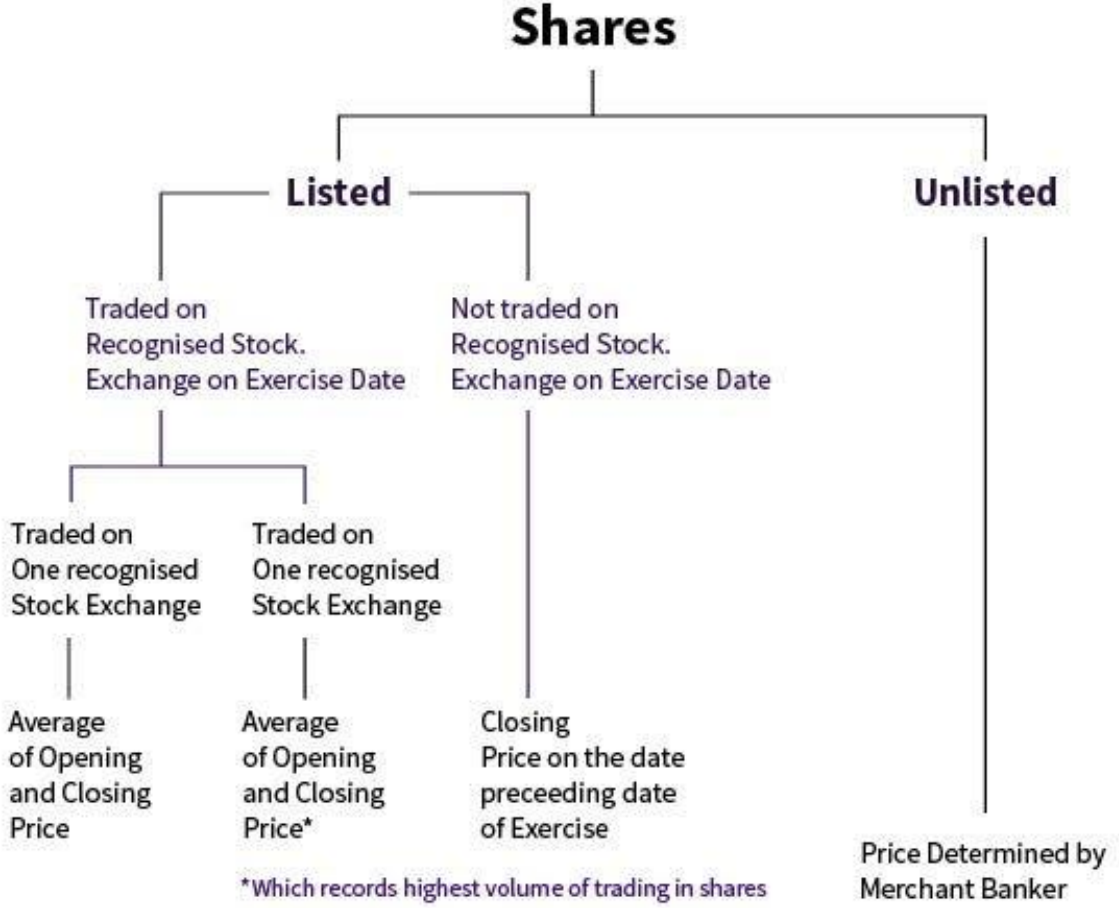 Shares
Listed
Unlisted
Traded on
Recognised Stock.
Exchange on Exercise Date
Not traded on
Recognised Stock.
Exchange on Exercise Date
Traded on
One recognised
Stock Exchange
Traded on
One recognised
Stock Exchange
Average
of Opening
and Closing
Price
Average
of Opening
and Closing
Price*
Closing
Price on the date
preceeding date
of Exercise
Price Determined by
Merchant Banker
*Which records highest volume of trading in shares